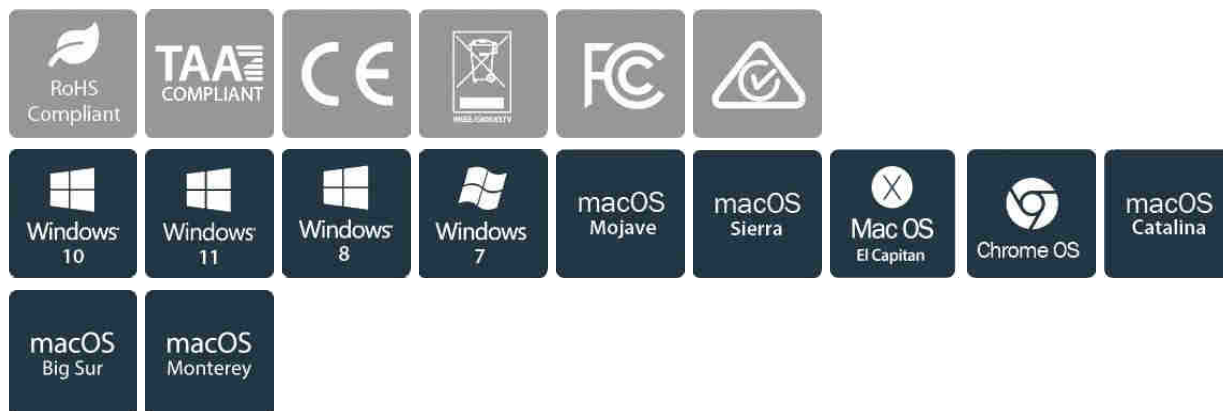 RoHS
Compliant
TAA
COMPLIANT
CE
FC
Windows
10
Windows
11
Windows
8
Windows
7
macOS
Mojave
macOS
Sierra
X
Mac OS
El Capitan
Chrome OS
macOS
Catalina
macOS
Big Sur
macOS
Monterey